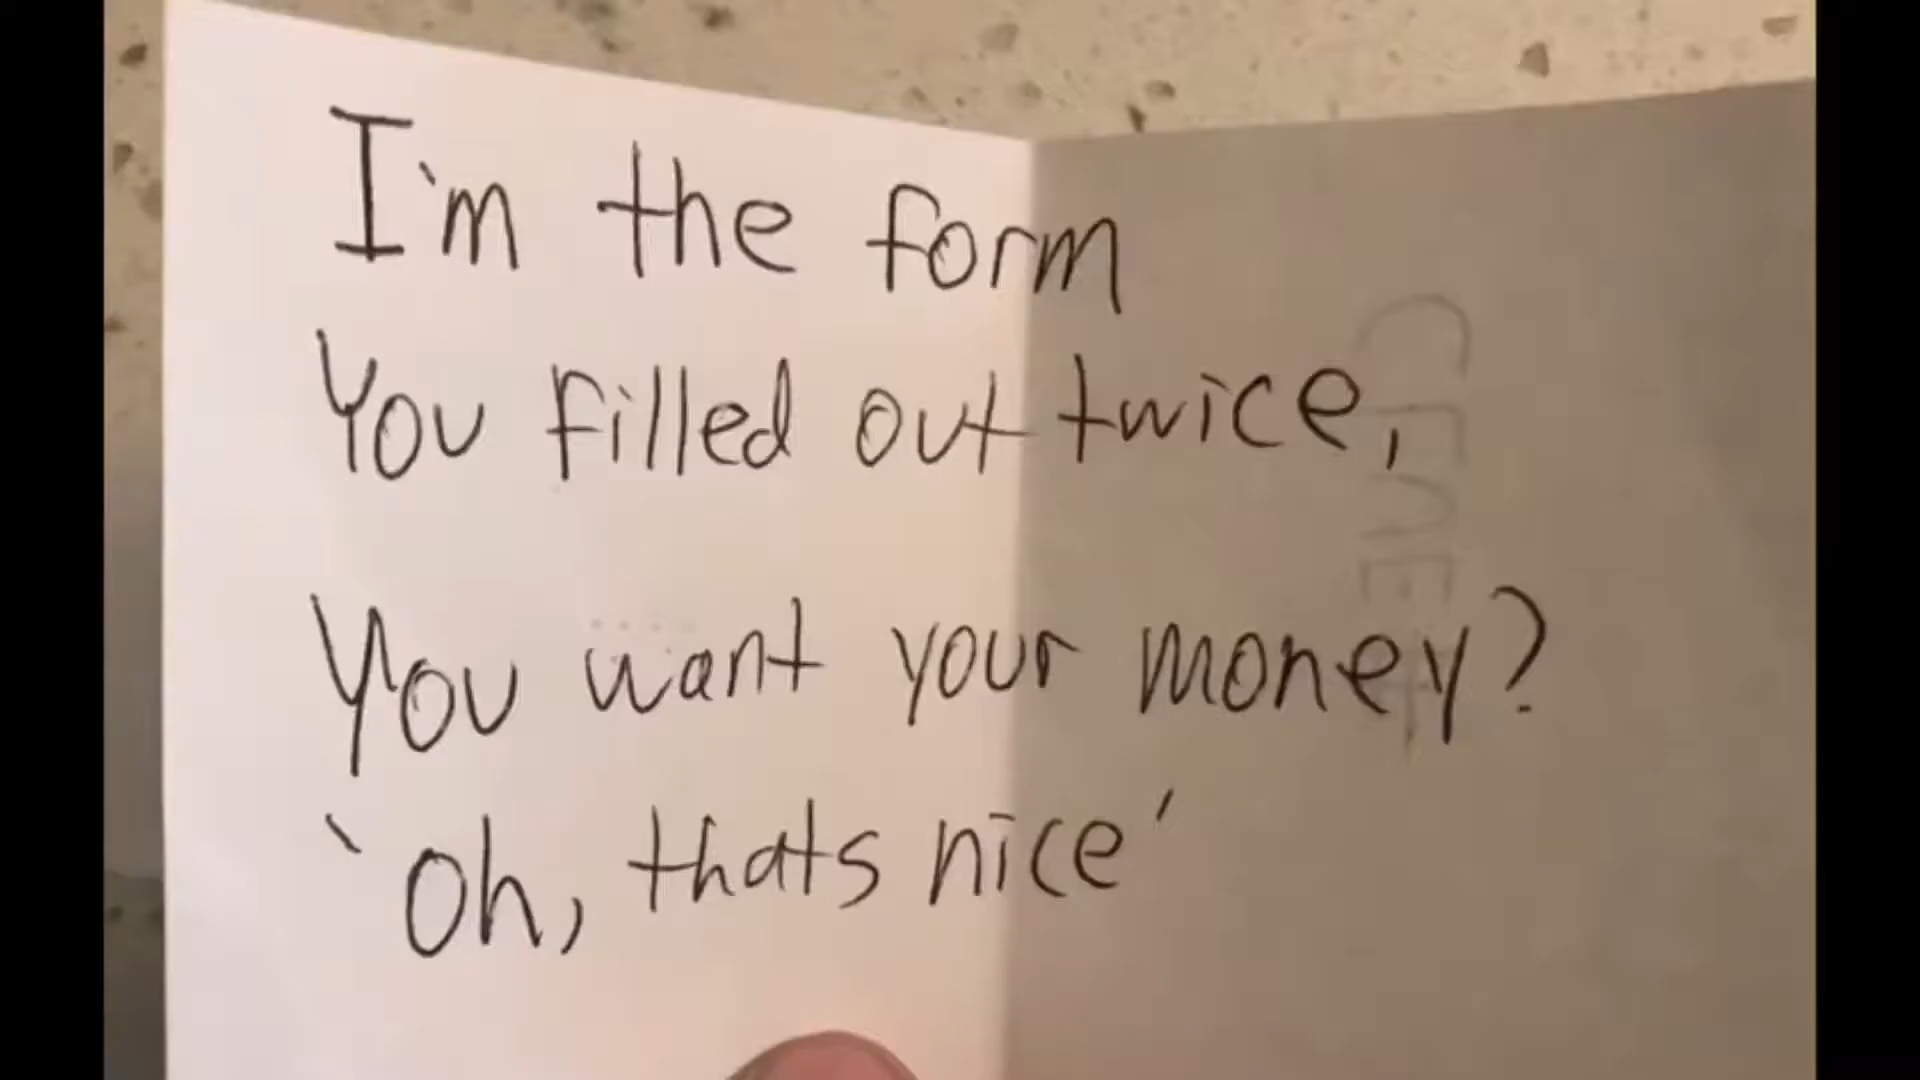 I'm the form
You filled out twice,
You want your money?
'Oh, thats nice'